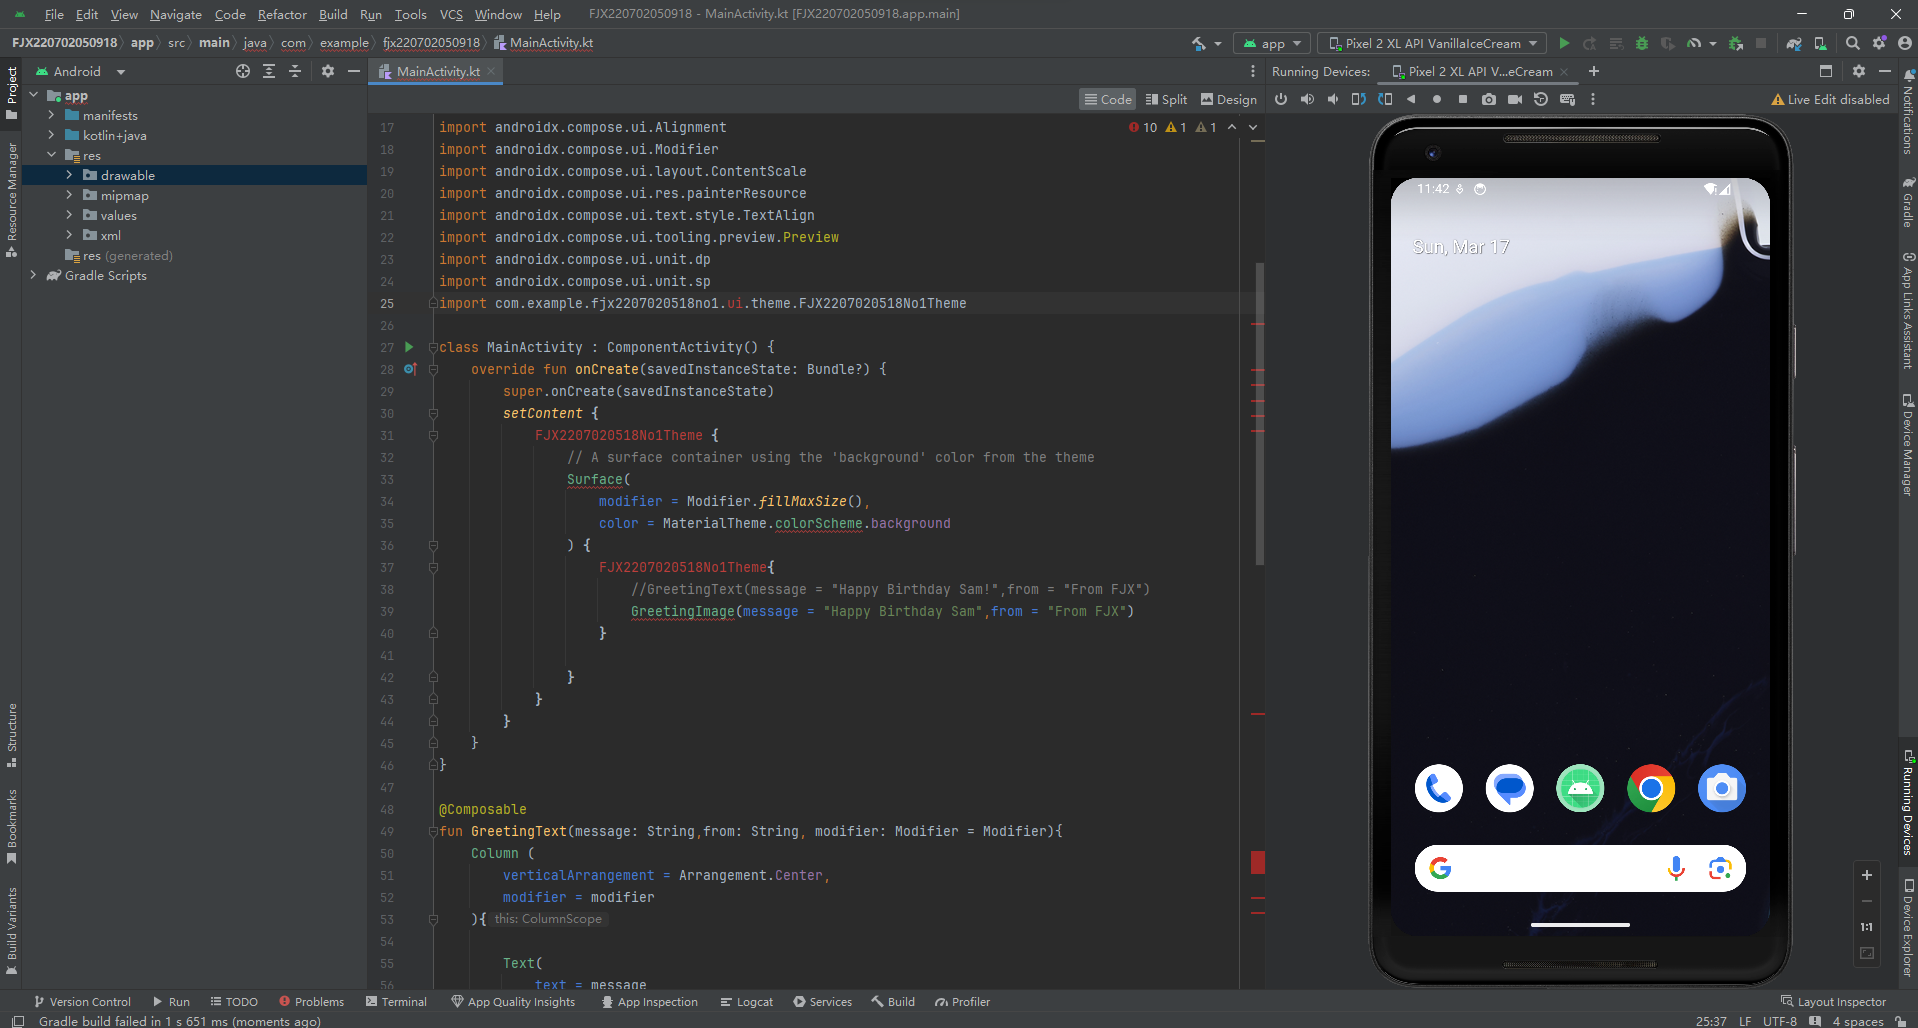 File Edit View Navigate Code Refactor Build Run Tools VCS Window Help FJX220702050918 - MainActivity.kt [FJX220702050918.app.main]
FJX220702050918 app src main java com example fjx220702050918 MainActivity.kt
app Pixel 2 XL API VanillaIceCream
Android
MainActivity.kt
Running Devices: Pixel 2 XL API V...eCream
Code Split Design
Live Edit disabled
Project
Resource Manager
Structure
Bookmarks
Build Variants
app
manifests
kotlin+java
res
drawable
mipmap
values
xml
res (generated)
Gradle Scripts
10 1 1
17 import androidx.compose.ui.Alignment
18 import androidx.compose.ui.Modifier
19 import androidx.compose.ui.layout.ContentScale
20 import androidx.compose.ui.res.painterResource
21 import androidx.compose.ui.text.style.TextAlign
22 import androidx.compose.ui.tooling.preview.Preview
23 import androidx.compose.ui.unit.dp
24 import androidx.compose.ui.unit.sp
25 import com.example.fjx2207020518no1.ui.theme.FJX2207020518No1Theme
26
27 class MainActivity : ComponentActivity() {
28 override fun onCreate(savedInstanceState: Bundle?) {
29 super.onCreate(savedInstanceState)
30 setContent {
31 FJX2207020518No1Theme {
32 // A surface container using the 'background' color from the theme
33 Surface(
34 modifier = Modifier.fillMaxSize(),
35 color = MaterialTheme.colorScheme.background
36 ) {
37 FJX2207020518No1Theme{
38 //GreetingText(message = "Happy Birthday Sam!",from = "From FJX")
39 GreetingImage(message = "Happy Birthday Sam",from = "From FJX")
40 }
41
42 }
43 }
44 }
45 }
46 }
47
48 @Composable
49 fun GreetingText(message: String,from: String, modifier: Modifier = Modifier){
50 Column (
51 verticalArrangement = Arrangement.Center,
52 modifier = modifier
53 ){ this: ColumnScope
54
55 Text(
56 text = message
11:42
Sun, Mar 17
1:1
Notifications
Gradle
App Links Assistant
Device Manager
Running Devices
Device Explorer
Version Control Run TODO Problems Terminal App Quality Insights App Inspection Logcat Services Build Profiler Layout Inspector
Gradle build failed in 1 s 651 ms (moments ago) 25:37 LF UTF-8 4 spaces